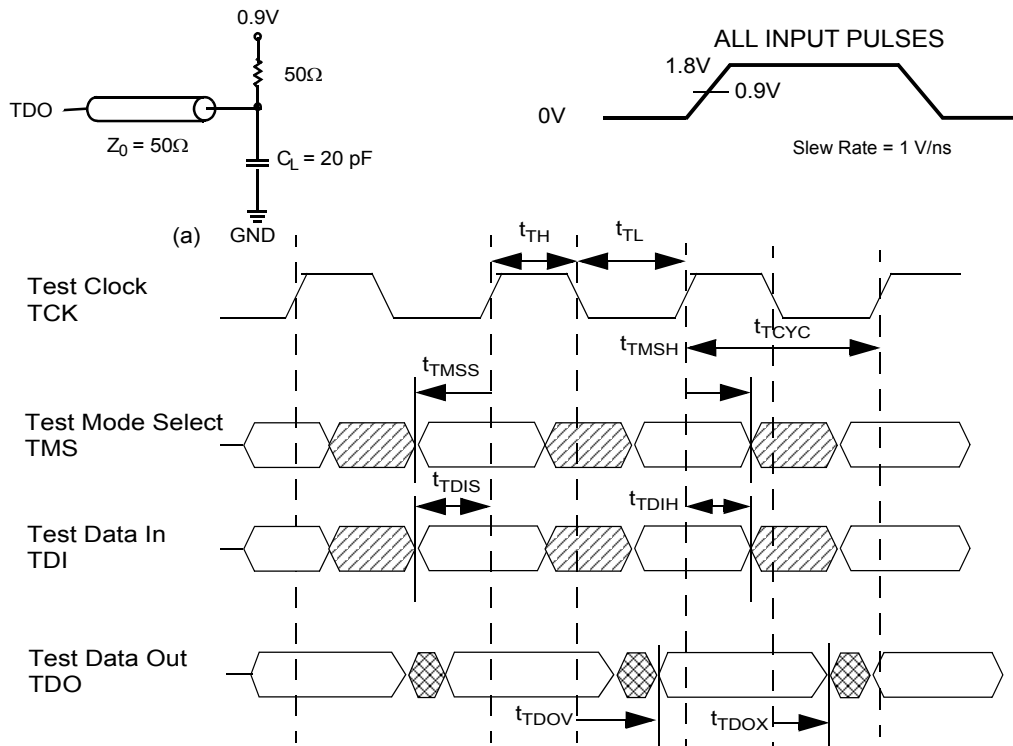 0.9V
50Ω
TDO
Z0 = 50Ω
CL = 20 pF
(a)
GND
ALL INPUT PULSES
1.8V
0.9V
0V
Slew Rate = 1 V/ns
tTH
tTL
Test Clock
TCK
tTMSH
tTCYC
tTMSS
Test Mode Select
TMS
tTDIS
tTDIH
Test Data In
TDI
Test Data Out
TDO
tTDOV
tTDOX